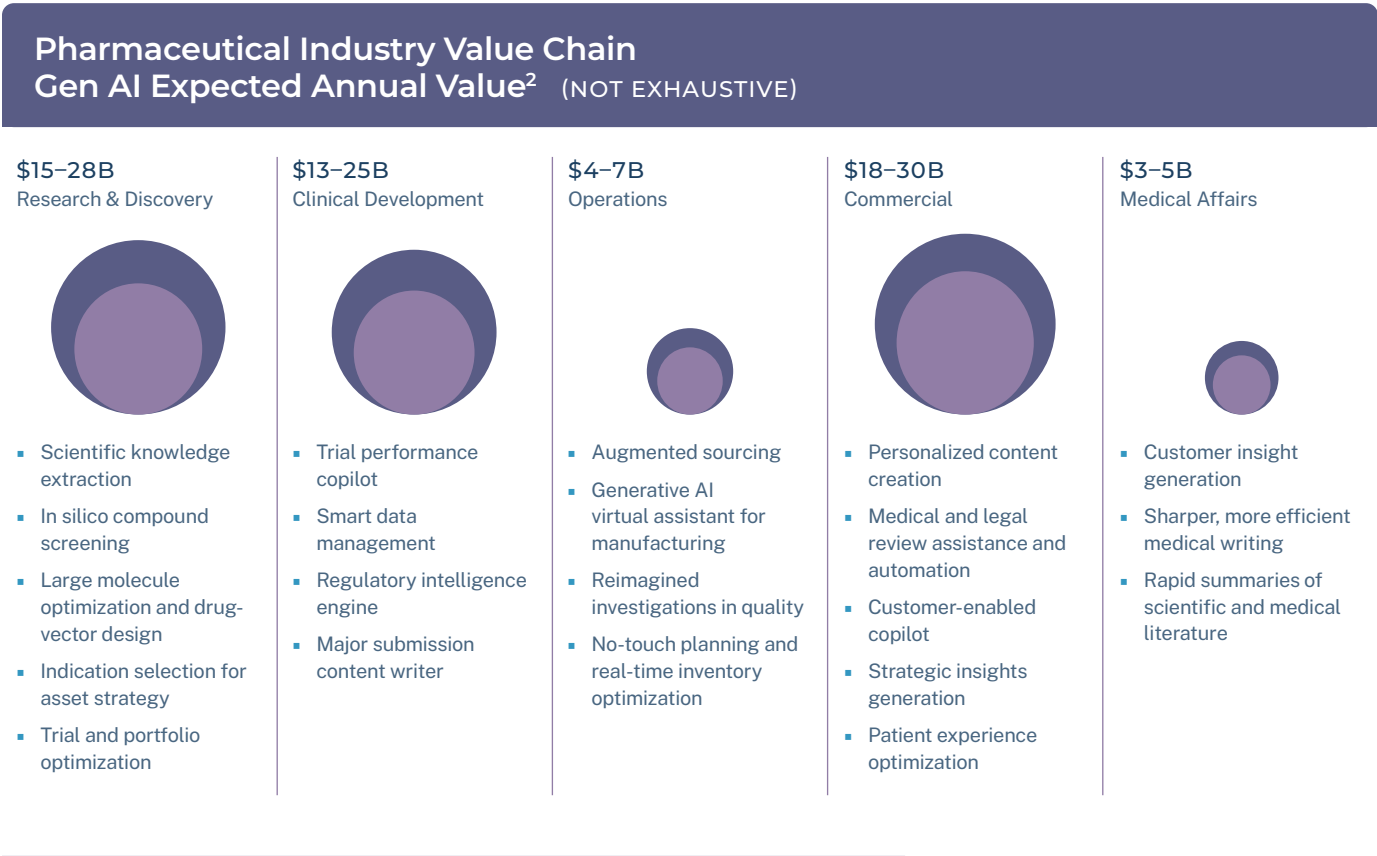 Pharmaceutical Industry Value Chain
Gen AI Expected Annual Value² (NOT EXHAUSTIVE)
$15–28B
Research & Discovery
▪ Scientific knowledge
extraction
▪ In silico compound
screening
▪ Large molecule
optimization and drug-
vector design
▪ Indication selection for
asset strategy
▪ Trial and portfolio
optimization
$13–25B
Clinical Development
▪ Trial performance
copilot
▪ Smart data
management
▪ Regulatory intelligence
engine
▪ Major submission
content writer
$4–7B
Operations
▪ Augmented sourcing
▪ Generative AI
virtual assistant for
manufacturing
▪ Reimagined
investigations in quality
▪ No-touch planning and
real-time inventory
optimization
$18–30B
Commercial
▪ Personalized content
creation
▪ Medical and legal
review assistance and
automation
▪ Customer-enabled
copilot
▪ Strategic insights
generation
▪ Patient experience
optimization
$3–5B
Medical Affairs
▪ Customer insight
generation
▪ Sharper, more efficient
medical writing
▪ Rapid summaries of
scientific and medical
literature